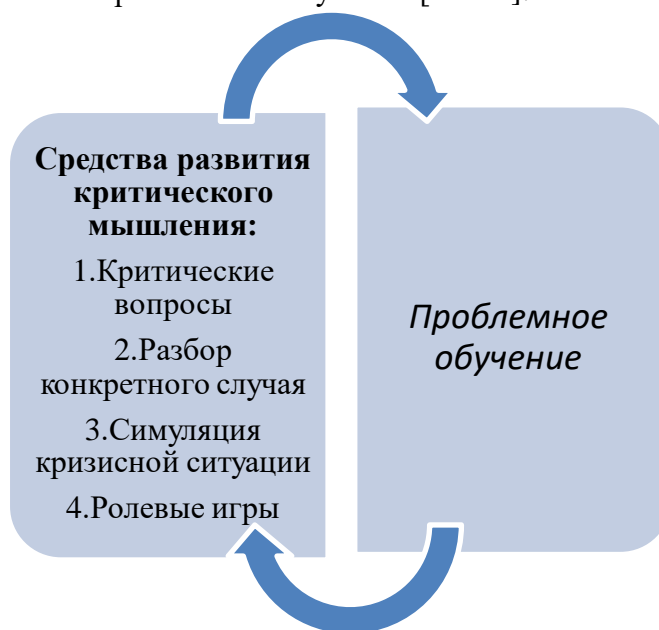 Средства развития
критического
мышления:
1.Критические
вопросы
2.Разбор
конкретного случая
3.Симуляция
кризисной ситуации
4.Ролевые игры
Проблемное
обучение